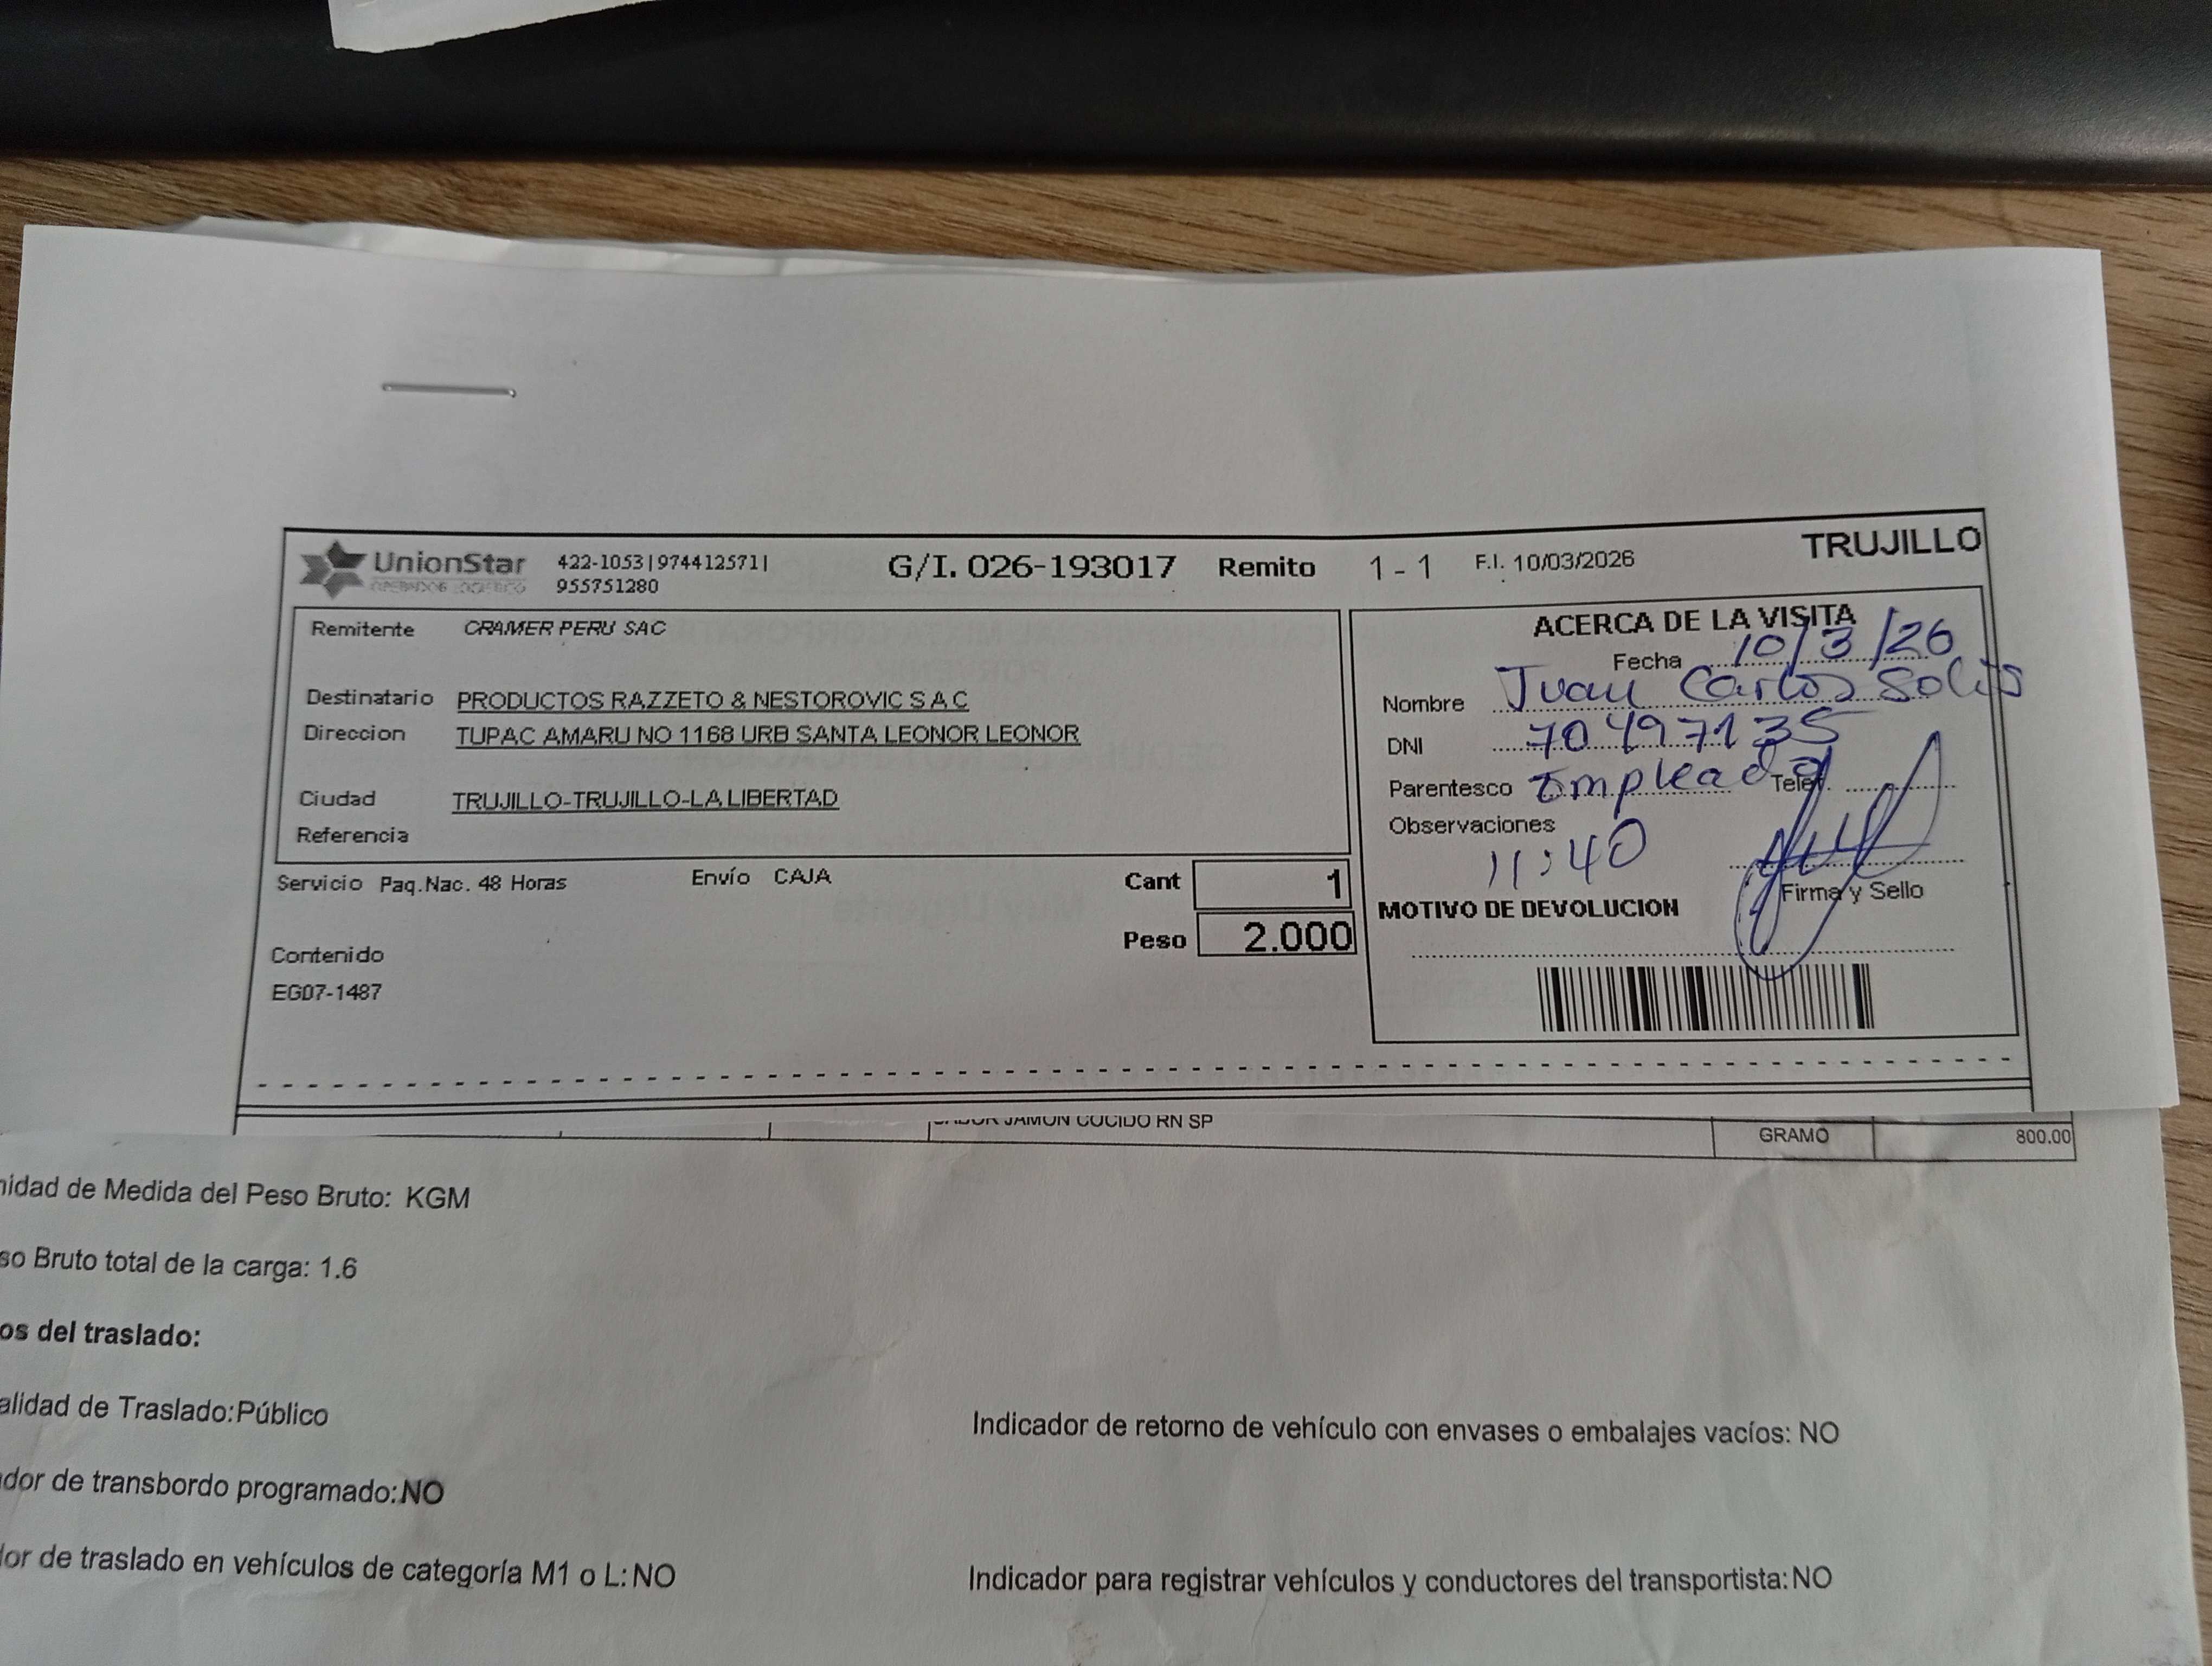 UnionStar
OPERADOR LOGISTICO
422-1053|974412571|
955751280
G/I. 026-193017 Remito 1 - 1 F.I. 10/03/2026 TRUJILLO
Remitente CRAMER PERU SAC
Destinatario PRODUCTOS RAZZETO & NESTOROVIC S A C
Direccion TUPAC AMARU NO 1168 URB SANTA LEONOR LEONOR
Ciudad TRUJILLO-TRUJILLO-LA LIBERTAD
Referencia
Servicio Paq.Nac. 48 Horas Envío CAJA Cant 1
Peso 2.000
Contenido
EG07-1487
ACERCA DE LA VISITA
Fecha 10/3/26
Nombre Juan Carlos Solis
DNI 70497135
Parentesco Empleado Telef.
Observaciones
11:40
Firma y Sello
MOTIVO DE DEVOLUCION
SABOR JAMON COCIDO RN SP GRAMO 800.00
nidad de Medida del Peso Bruto: KGM
so Bruto total de la carga: 1.6
os del traslado:
alidad de Traslado:Público
Indicador de retorno de vehículo con envases o embalajes vacíos: NO
dor de transbordo programado:NO
or de traslado en vehículos de categoría M1 o L:NO
Indicador para registrar vehículos y conductores del transportista:NO